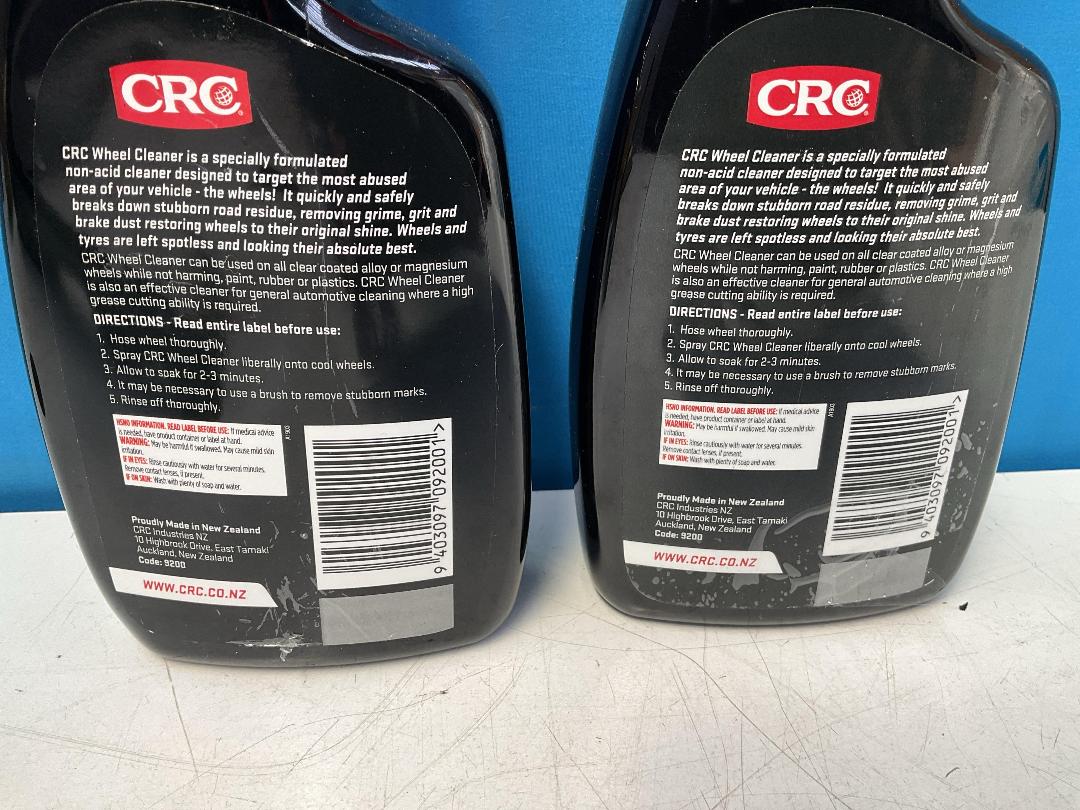 CRC
CRC Wheel Cleaner is a specially formulated
non-acid cleaner designed to target the most abused
area of your vehicle - the wheels! It quickly and safely
breaks down stubborn road residue, removing grime, grit and
brake dust restoring wheels to their original shine. Wheels and
tyres are left spotless and looking their absolute best.
CRC Wheel Cleaner can be used on all clear coated alloy or magnesium
wheels while not harming, paint, rubber or plastics. CRC Wheel Cleaner
is also an effective cleaner for general automotive cleaning where a high
grease cutting ability is required.
DIRECTIONS - Read entire label before use:
1. Hose wheel thoroughly.
2. Spray CRC Wheel Cleaner liberally onto cool wheels.
3. Allow to soak for 2-3 minutes.
4. It may be necessary to use a brush to remove stubborn marks.
5. Rinse off thoroughly.
HSNO INFORMATION. READ LABEL BEFORE USE: If medical advice
is needed, have product container or label at hand.
WARNING: May be harmful if swallowed. May cause mild skin
irritation.
IF IN EYES: Rinse cautiously with water for several minutes.
Remove contact lenses, if present.
IF ON SKIN: Wash with plenty of soap and water.
A1903
9 403097 092001 >
Proudly Made in New Zealand
CRC Industries NZ
10 Highbrook Drive, East Tamaki
Auckland, New Zealand
Code: 9200
WWW.CRC.CO.NZ
CRC
CRC Wheel Cleaner is a specially formulated
non-acid cleaner designed to target the most abused
area of your vehicle - the wheels! It quickly and safely
breaks down stubborn road residue, removing grime, grit and
brake dust restoring wheels to their original shine. Wheels and
tyres are left spotless and looking their absolute best.
CRC Wheel Cleaner can be used on all clear coated alloy or magnesium
wheels while not harming, paint, rubber or plastics. CRC Wheel Cleaner
is also an effective cleaner for general automotive cleaning where a high
grease cutting ability is required.
DIRECTIONS - Read entire label before use:
1. Hose wheel thoroughly.
2. Spray CRC Wheel Cleaner liberally onto cool wheels.
3. Allow to soak for 2-3 minutes.
4. It may be necessary to use a brush to remove stubborn marks.
5. Rinse off thoroughly.
HSNO INFORMATION. READ LABEL BEFORE USE: If medical advice
is needed, have product container or label at hand.
WARNING: May be harmful if swallowed. May cause mild skin
irritation.
IF IN EYES: Rinse cautiously with water for several minutes.
Remove contact lenses, if present.
IF ON SKIN: Wash with plenty of soap and water.
A1903
9 403097 092001 >
Proudly Made in New Zealand
CRC Industries NZ
10 Highbrook Drive, East Tamaki
Auckland, New Zealand
Code: 9200
WWW.CRC.CO.NZ